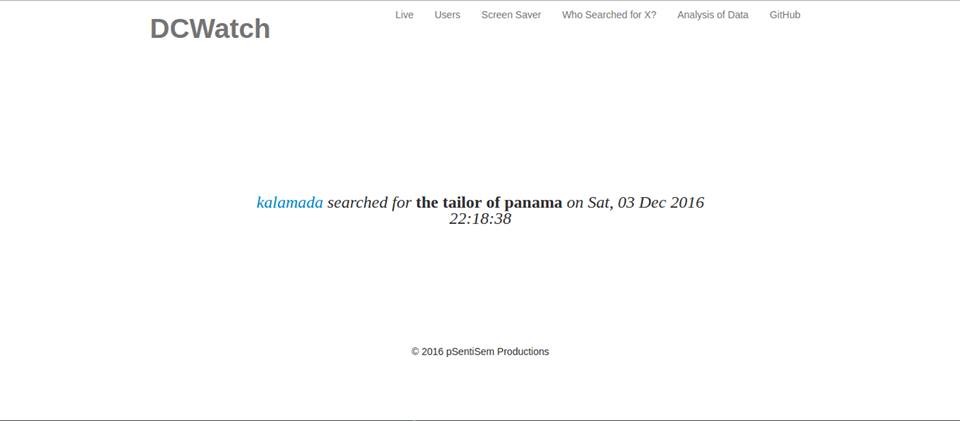 DCWatch
Live Users Screen Saver Who Searched for X? Analysis of Data GitHub
kalamada searched for the tailor of panama on Sat, 03 Dec 2016
22:18:38
© 2016 pSentiSem Productions